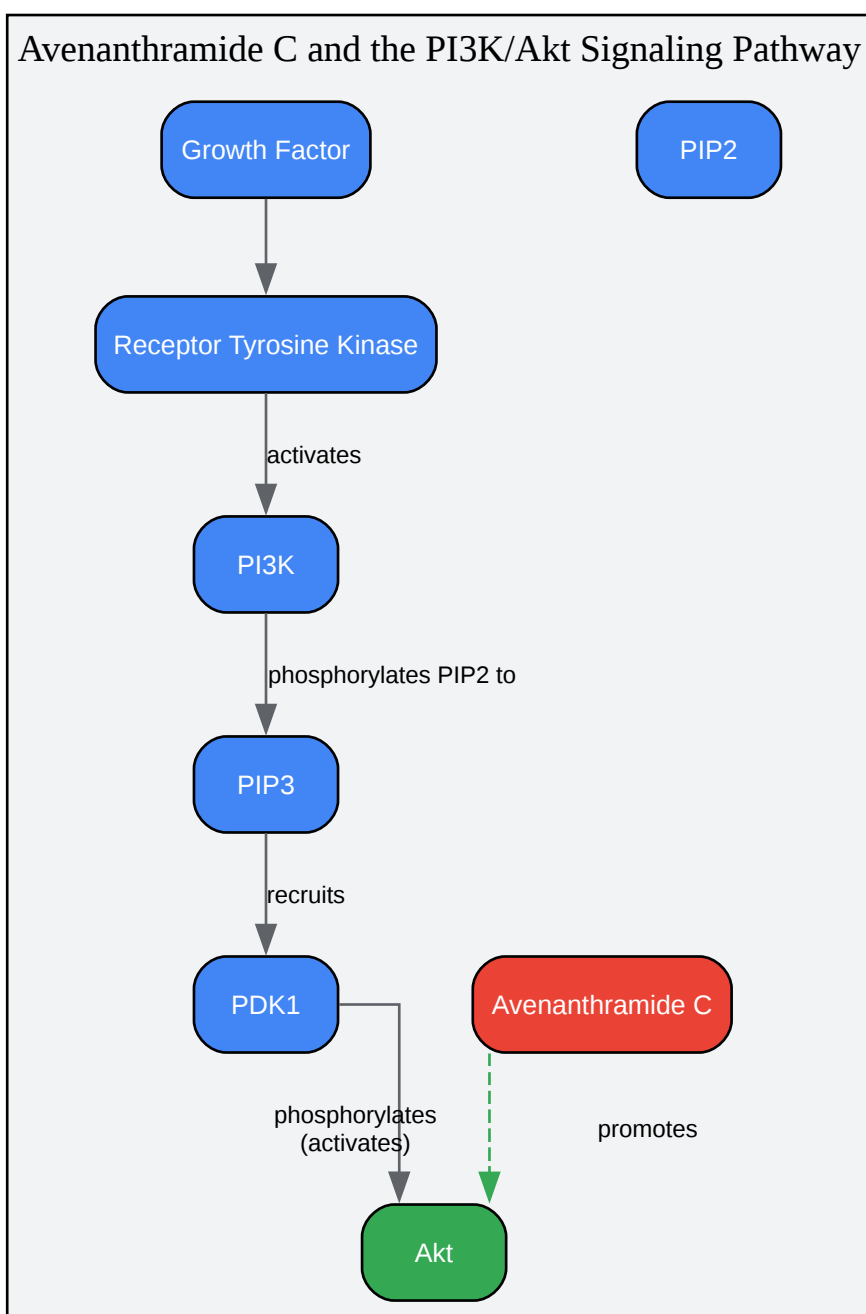 Avenanthramide C and the PI3K/Akt Signaling Pathway
Growth Factor
PIP2
Receptor Tyrosine Kinase
activates
PI3K
phosphorylates PIP2 to
PIP3
recruits
PDK1
Avenanthramide C
phosphorylates
(activates)
promotes
Akt